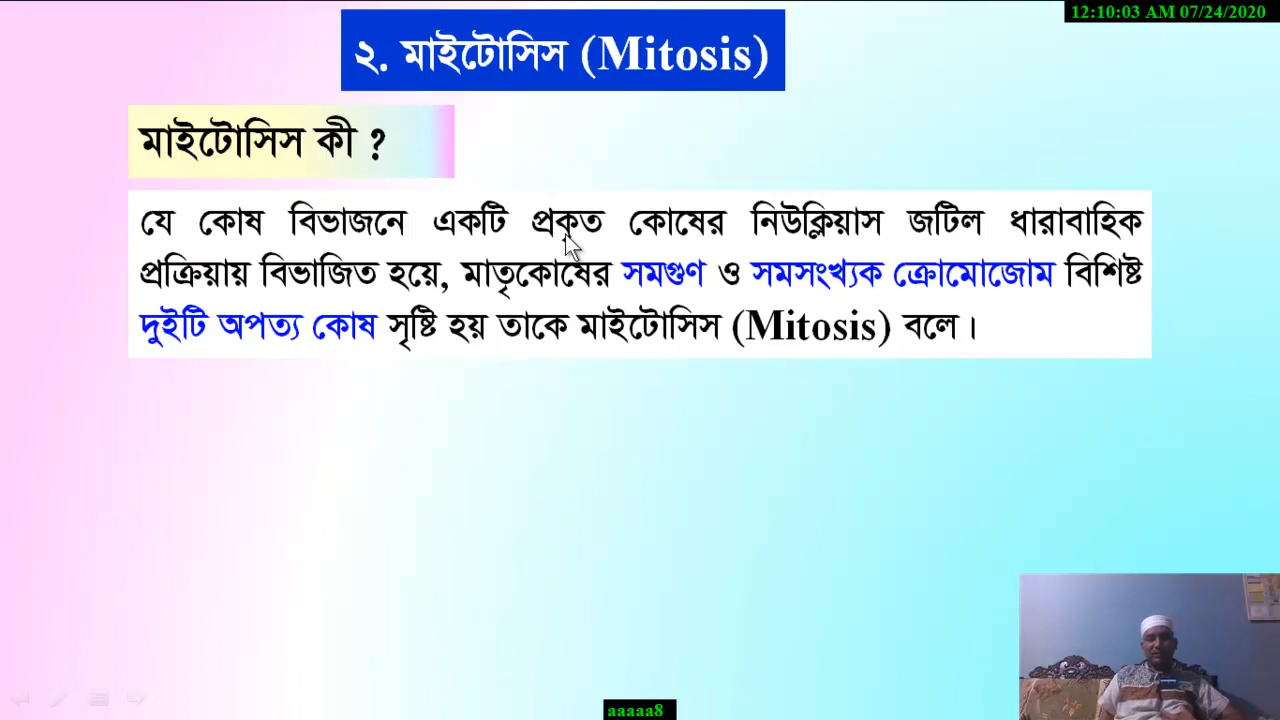 12:10:03 AM 07/24/2020
২. মাইটোসিস (Mitosis)
মাইটোসিস কী ?
যে কোষ বিভাজনে একটি প্রকৃত কোষের নিউক্লিয়াস জটিল ধারাবাহিক
প্রক্রিয়ায় বিভাজিত হয়ে, মাতৃকোষের সমগুণ ও সমসংখ্যক ক্রোমোজোম বিশিষ্ট
দুইটি অপত্য কোষ সৃষ্টি হয় তাকে মাইটোসিস (Mitosis) বলে।
aaaaa8